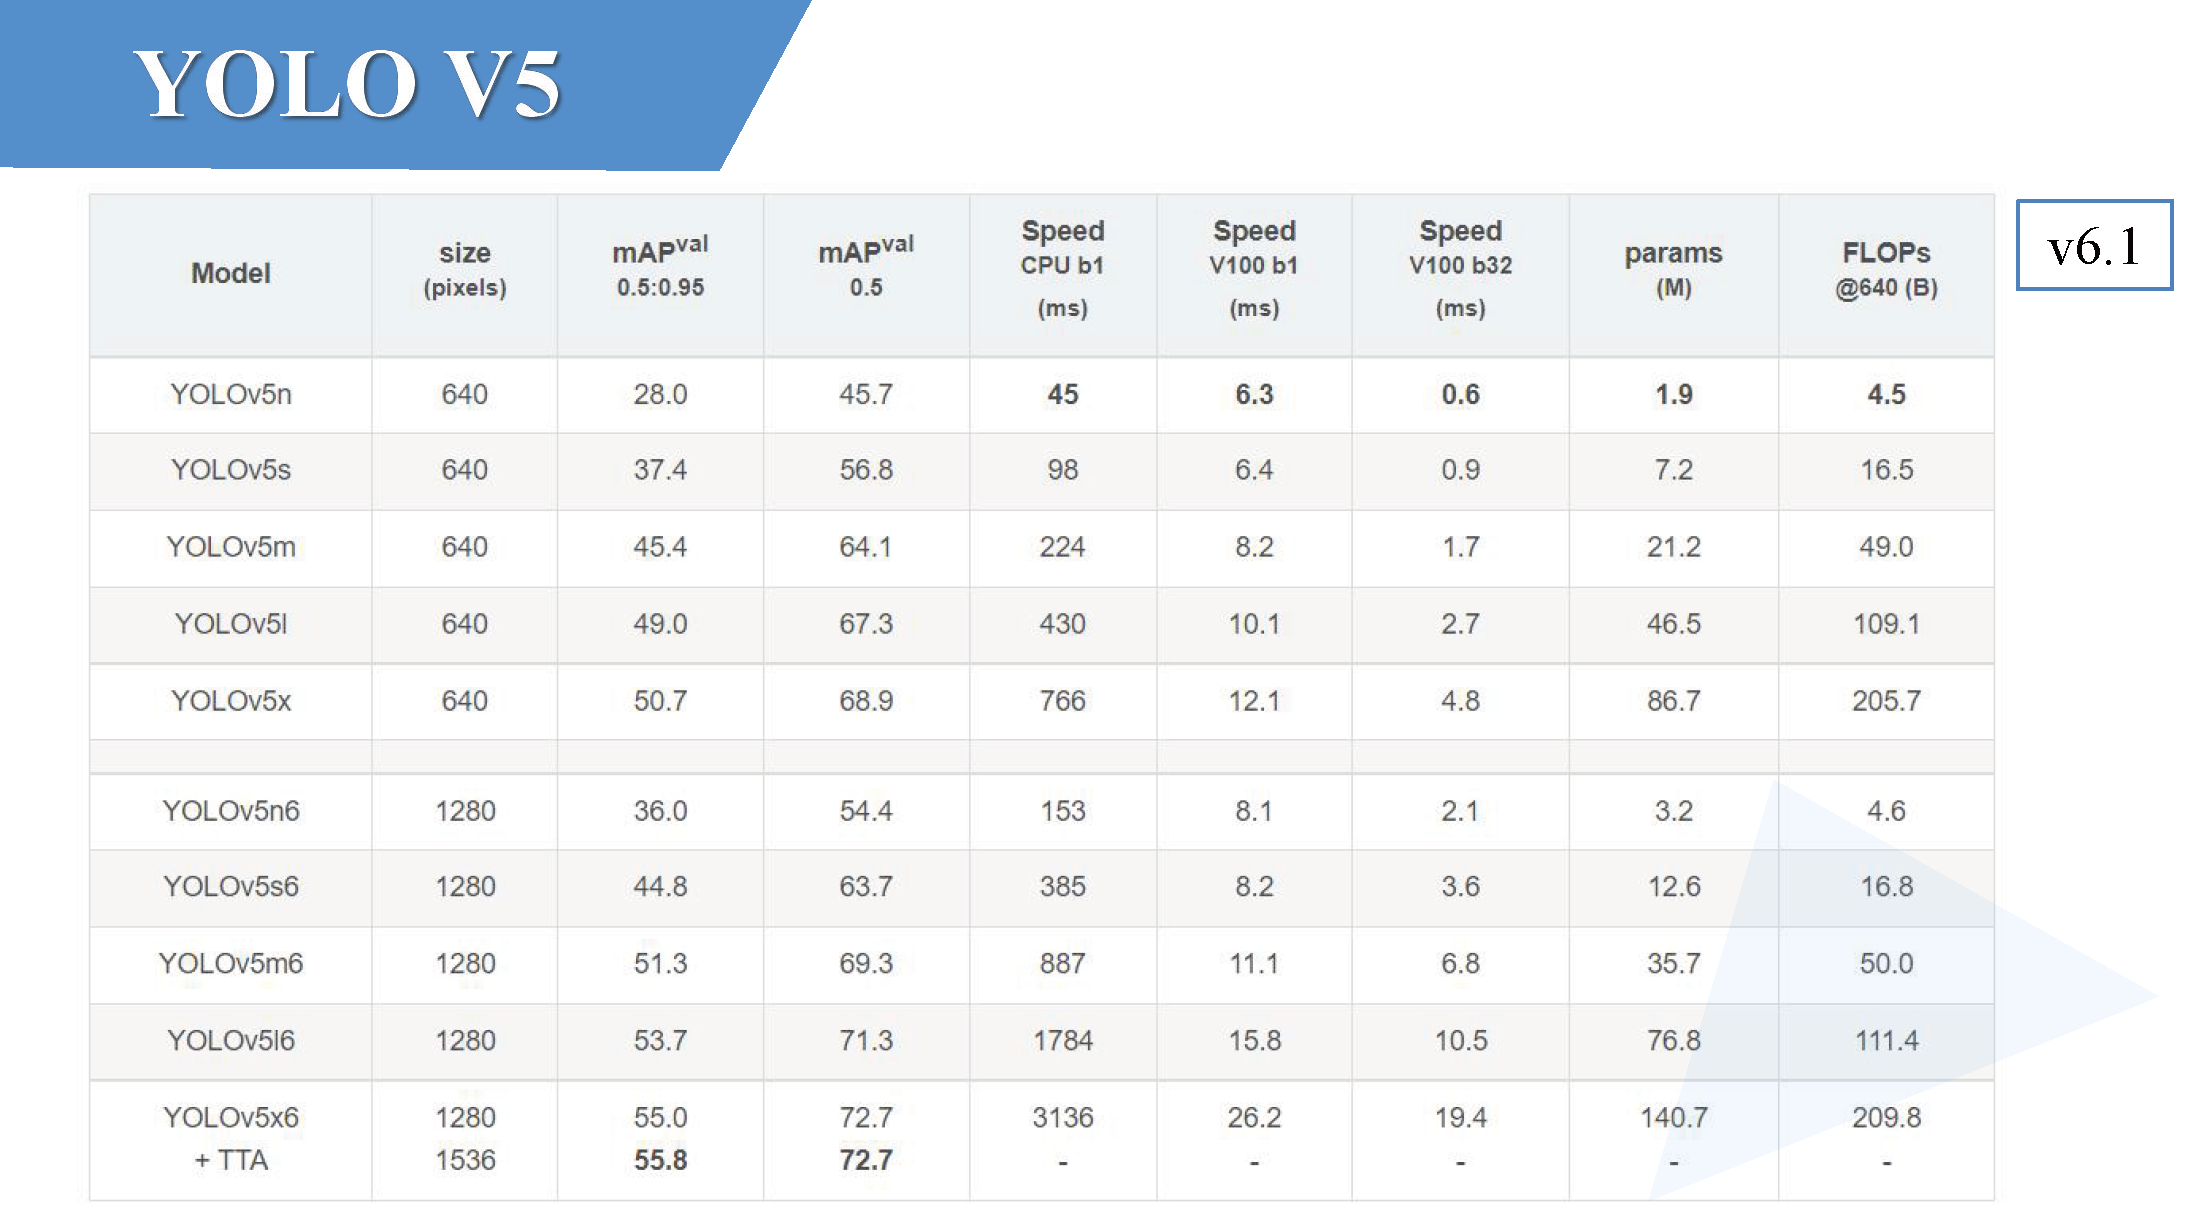 YOLO V5
v6.1
Model size (pixels) mAPval 0.5:0.95 mAPval 0.5 Speed CPU b1 (ms) Speed V100 b1 (ms) Speed V100 b32 (ms) params (M) FLOPs @640 (B)
YOLOv5n 640 28.0 45.7 45 6.3 0.6 1.9 4.5
YOLOv5s 640 37.4 56.8 98 6.4 0.9 7.2 16.5
YOLOv5m 640 45.4 64.1 224 8.2 1.7 21.2 49.0
YOLOv5l 640 49.0 67.3 430 10.1 2.7 46.5 109.1
YOLOv5x 640 50.7 68.9 766 12.1 4.8 86.7 205.7
YOLOv5n6 1280 36.0 54.4 153 8.1 2.1 3.2 4.6
YOLOv5s6 1280 44.8 63.7 385 8.2 3.6 12.6 16.8
YOLOv5m6 1280 51.3 69.3 887 11.1 6.8 35.7 50.0
YOLOv5l6 1280 53.7 71.3 1784 15.8 10.5 76.8 111.4
YOLOv5x6 1280 55.0 72.7 3136 26.2 19.4 140.7 209.8
+ TTA 1536 55.8 72.7 - - - - -